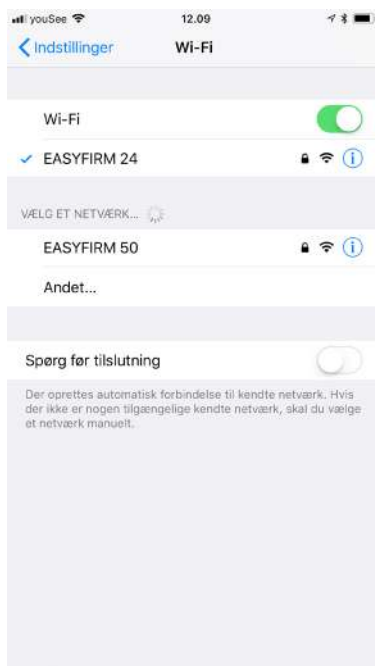 youSee 12.09
Indstillinger Wi-Fi
Wi-Fi
EASYFIRM 24
VÆLG ET NETVÆRK...
EASYFIRM 50
Andet...
Spørg før tilslutning
Der oprettes automatisk forbindelse til kendte netværk. Hvis
der ikke er nogen tilgængelige kendte netværk, skal du vælge
et netværk manuelt.